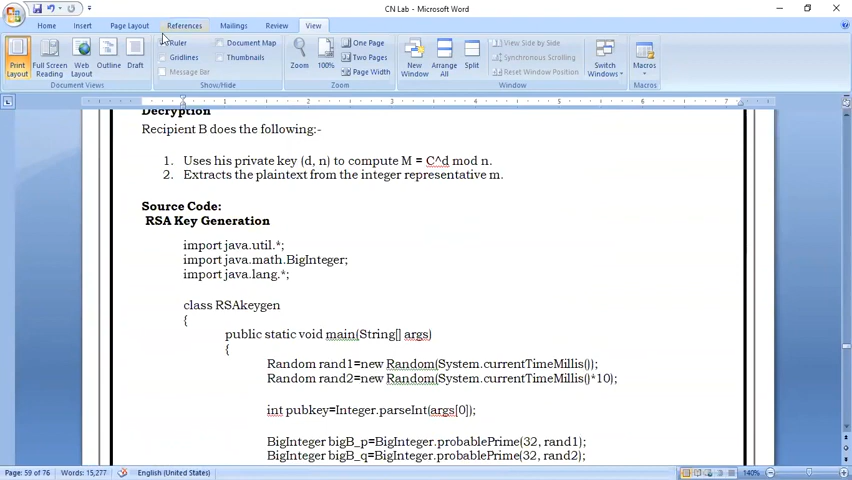 CN Lab - Microsoft Word
Home Insert Page Layout References Mailings Review View
Print Layout
Full Screen Reading
Web Layout
Outline
Draft
Document Views
Ruler
Gridlines
Message Bar
Document Map
Thumbnails
Show/Hide
Zoom
100%
One Page
Two Pages
Page Width
Zoom
New Window
Arrange All
Split
View Side by Side
Synchronous Scrolling
Reset Window Position
Switch Windows
Window
Macros
Macros
1 2 3 4 5 6 7
Decryption
Recipient B does the following:-
1. Uses his private key (d, n) to compute M = C^d mod n.
2. Extracts the plaintext from the integer representative m.
Source Code:
RSA Key Generation
import java.util.*;
import java.math.BigInteger;
import java.lang.*;
class RSAkeygen
{
public static void main(String[] args)
{
Random rand1=new Random(System.currentTimeMillis());
Random rand2=new Random(System.currentTimeMillis()*10);
int pubkey=Integer.parseInt(args[0]);
BigInteger bigB_p=BigInteger.probablePrime(32, rand1);
BigInteger bigB_q=BigInteger.probablePrime(32, rand2);
Page: 59 of 76 Words: 15,277 English (United States) 140%